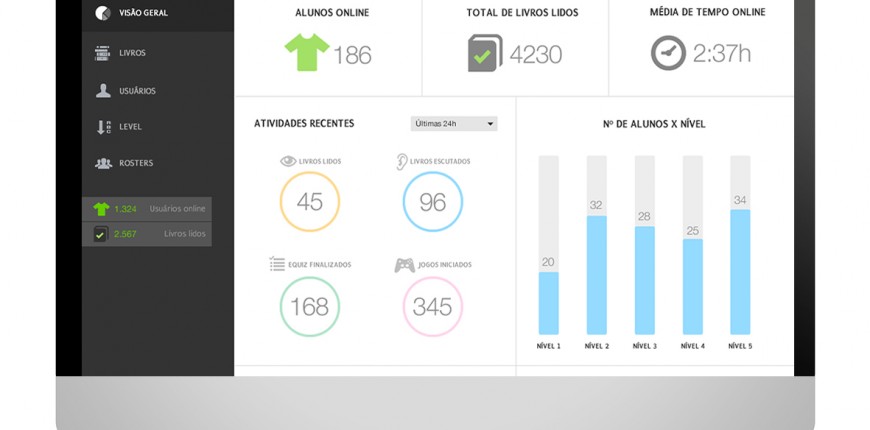 VISÃO GERAL
LIVROS
USUÁRIOS
LEVEL
ROSTERS
1.324 Usuários online
2.567 Livros lidos
ALUNOS ONLINE
186
TOTAL DE LIVROS LIDOS
4230
MÉDIA DE TEMPO ONLINE
2:37h
ATIVIDADES RECENTES
Últimas 24h
LIVROS LIDOS
45
LIVROS ESCUTADOS
96
EQUIZ FINALIZADOS
168
JOGOS INICIADOS
345
Nº DE ALUNOS X NÍVEL
20
32
28
25
34
NÍVEL 1
NÍVEL 2
NÍVEL 3
NÍVEL 4
NÍVEL 5